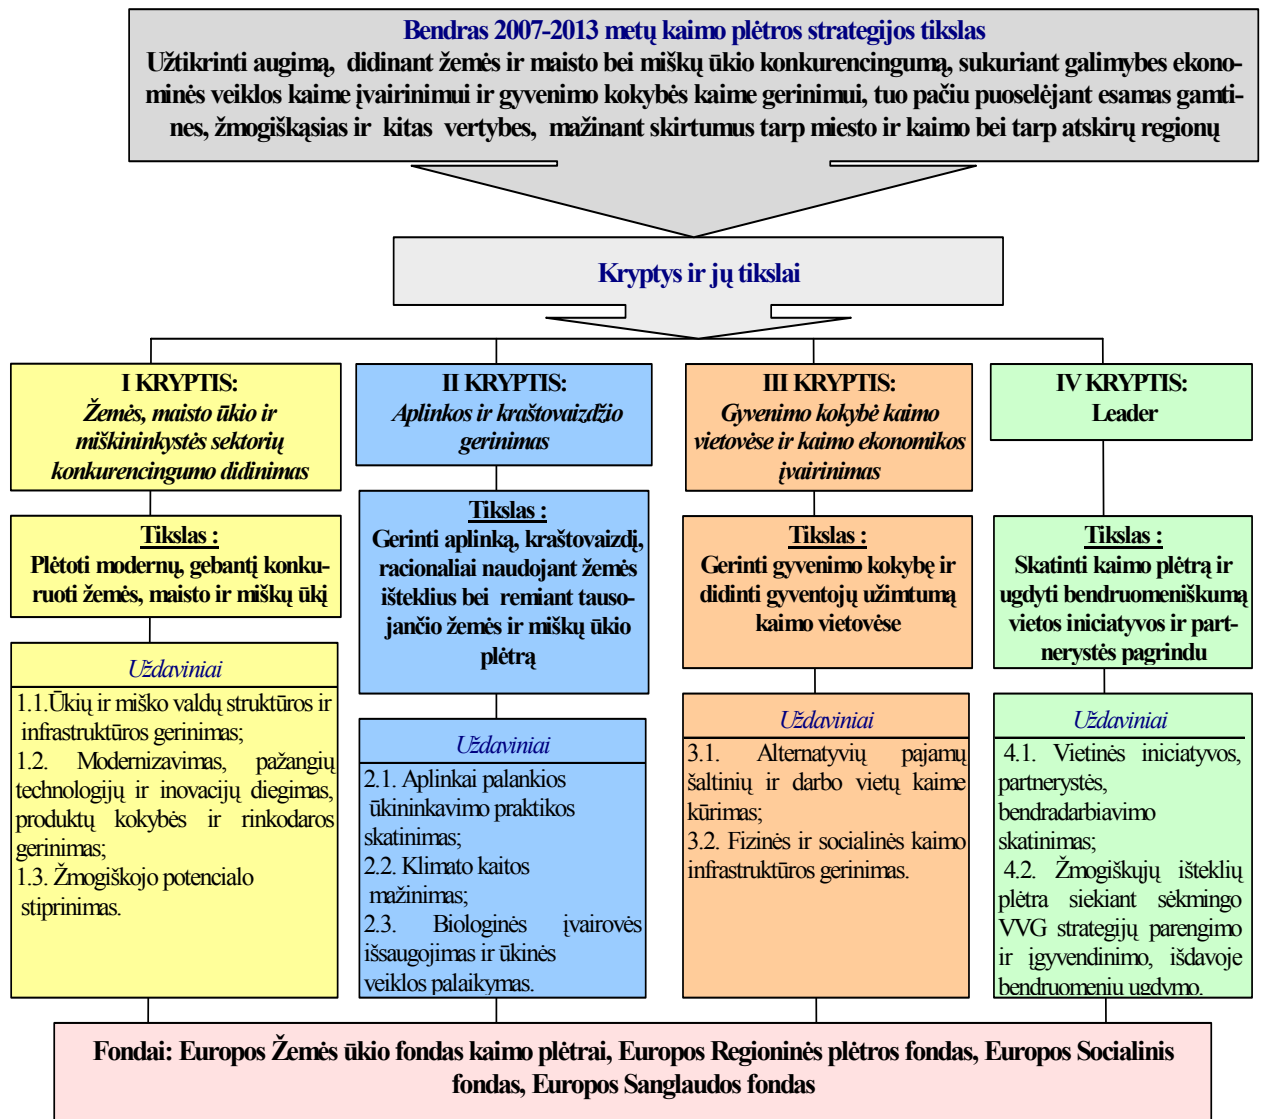 Bendras 2007-2013 metų kaimo plėtros strategijos tikslas
Užtikrinti augimą, didinant žemės ir maisto bei miškų ūkio konkurencingumą, sukuriant galimybes ekono-
minės veiklos kaime įvairinimui ir gyvenimo kokybės kaime gerinimui, tuo pačiu puoselėjant esamas gamti-
nes, žmogiškąsias ir kitas vertybes, mažinant skirtumus tarp miesto ir kaimo bei tarp atskirų regionų
Kryptys ir jų tikslai
I KRYPTIS:
Žemės, maisto ūkio ir
miškininkystės sektorių
konkurencingumo didinimas
Tikslas :
Plėtoti modernų, gebantį konku-
ruoti žemės, maisto ir miškų ūkį
Uždaviniai
1.1.Ūkių ir miško valdų struktūros ir
infrastruktūros gerinimas;
1.2. Modernizavimas, pažangių
technologijų ir inovacijų diegimas,
produktų kokybės ir rinkodaros
gerinimas;
1.3. Žmogiškojo potencialo
stiprinimas.
II KRYPTIS:
Aplinkos ir kraštovaizdžio
gerinimas
Tikslas :
Gerinti aplinką, kraštovaizdį,
racionaliai naudojant žemės
išteklius bei remiant tauso-
jančio žemės ir miškų ūkio
plėtrą
Uždaviniai
2.1. Aplinkai palankios
ūkininkavimo praktikos
skatinimas;
2.2. Klimato kaitos
mažinimas;
2.3. Biologinės įvairovės
išsaugojimas ir ūkinės
veiklos palaikymas.
III KRYPTIS:
Gyvenimo kokybė kaimo
vietovėse ir kaimo ekonomikos
įvairinimas
Tikslas :
Gerinti gyvenimo kokybę ir
didinti gyventojų užimtumą
kaimo vietovėse
Uždaviniai
3.1. Alternatyvių pajamų
šaltinių ir darbo vietų kaime
kūrimas;
3.2. Fizinės ir socialinės kaimo
infrastruktūros gerinimas.
IV KRYPTIS:
Leader
Tikslas :
Skatinti kaimo plėtrą ir
ugdyti bendruomeniškumą
vietos iniciatyvos ir part-
nerystės pagrindu
Uždaviniai
4.1. Vietinės iniciatyvos,
partnerystės,
bendradarbiavimo
skatinimas;
4.2. Žmogiškųjų išteklių
plėtra siekiant sėkmingo
VVG strategijų parengimo
ir įgyvendinimo, išdavoje
bendruomenių ugdymo.
Fondai: Europos Žemės ūkio fondas kaimo plėtrai, Europos Regioninės plėtros fondas, Europos Socialinis
fondas, Europos Sanglaudos fondas